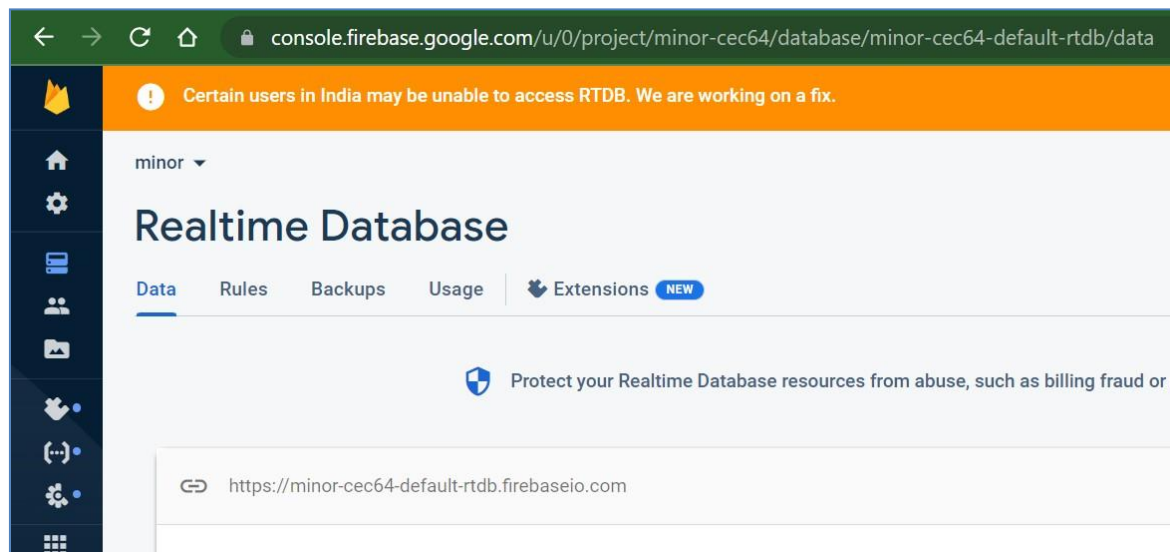 console.firebase.google.com/u/0/project/minor-cec64/database/minor-cec64-default-rtdb/data
Certain users in India may be unable to access RTDB. We are working on a fix.
minor
Realtime Database
Data Rules Backups Usage Extensions NEW
Protect your Realtime Database resources from abuse, such as billing fraud or
https://minor-cec64-default-rtdb.firebaseio.com